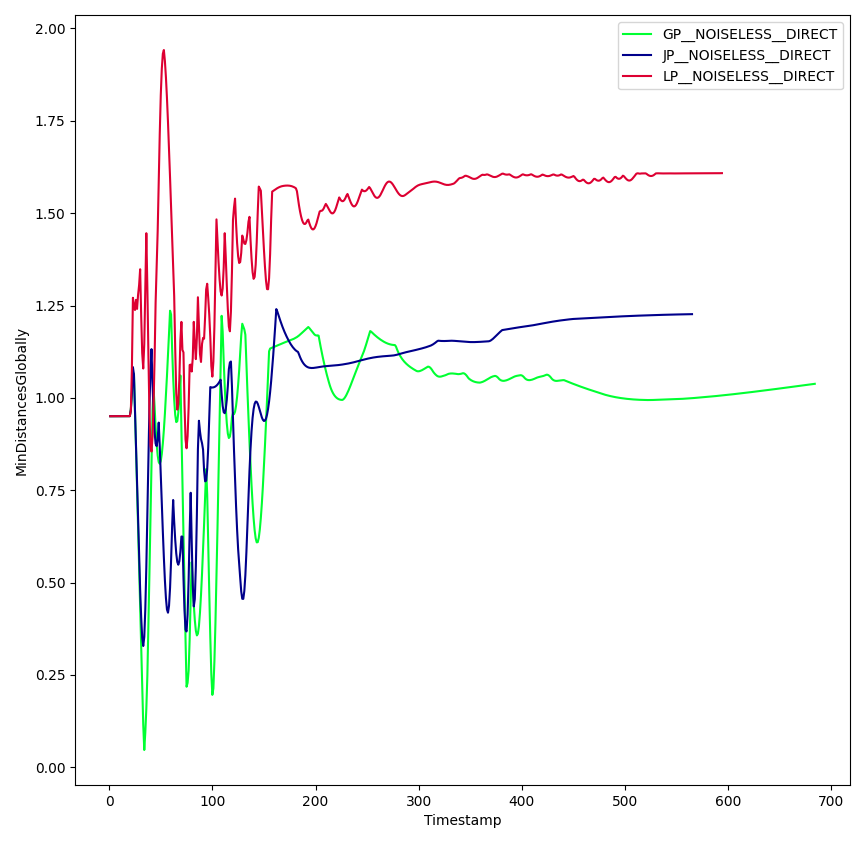 GP__NOISELESS__DIRECT
JP__NOISELESS__DIRECT
LP__NOISELESS__DIRECT
MinDistancesGlobally
2.00
1.75
1.50
1.25
1.00
0.75
0.50
0.25
0.00
0 100 200 300 400 500 600 700
Timestamp